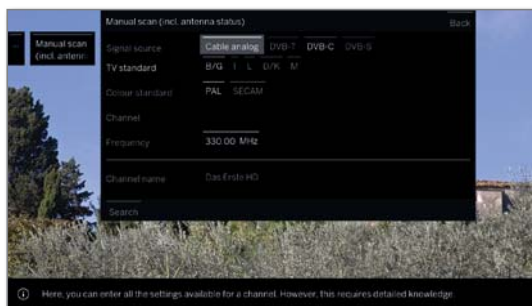 Manual scan (incl. antenna status) Back
... Manual scan
(incl. antenn
Signal source Cable analog DVB-T DVB-C DVB-S
TV standard B/G I L D/K M
Colour standard PAL SECAM
Channel
Frequency 330.00 MHz
Channel name Das Erste HD
Search
Here, you can enter all the settings available for a channel. However, this requires detailed knowledge.